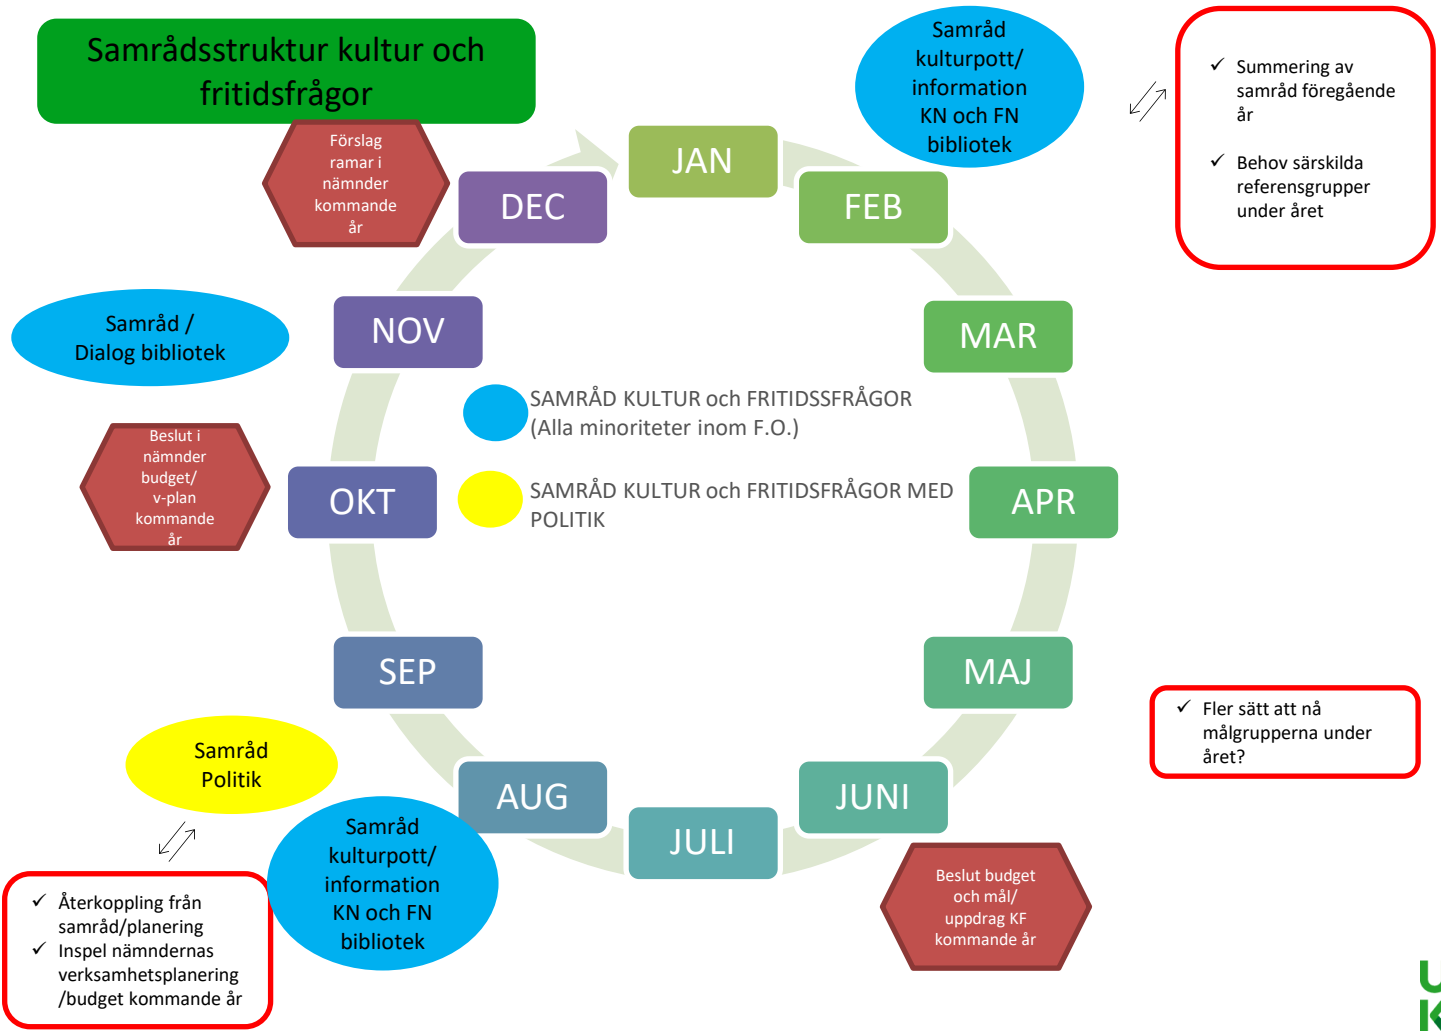 Samrådsstruktur kultur och
fritidsfrågor
Samråd
kulturpott/
information
KN och FN
bibliotek
✓ Summering av
samråd föregående
år
✓ Behov särskilda
referensgrupper
under året
Förslag
ramar i
nämnder
kommande
år
JAN
FEB
MAR
APR
MAJ
JUNI
JULI
AUG
SEP
OKT
NOV
DEC
Samråd /
Dialog bibliotek
Beslut i
nämnder
budget/
v-plan
kommande
år
SAMRÅD KULTUR och FRITIDSSFRÅGOR
(Alla minoriteter inom F.O.)
SAMRÅD KULTUR och FRITIDSFRÅGOR MED
POLITIK
✓ Fler sätt att nå
målgrupperna under
året?
Samråd
Politik
Samråd
kulturpott/
information
KN och FN
bibliotek
Beslut budget
och mål/
uppdrag KF
kommande år
✓ Återkoppling från
samråd/planering
✓ Inspel nämndernas
verksamhetsplanering
/budget kommande år